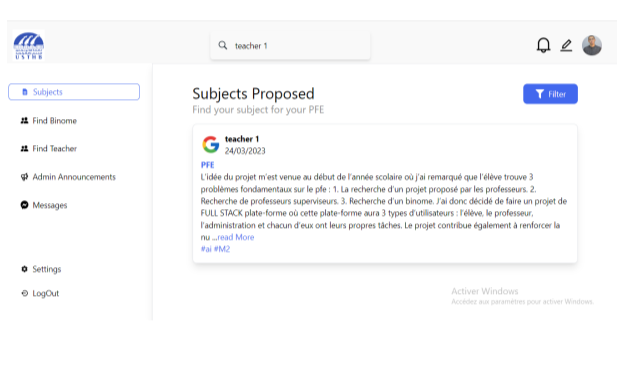 USTHB
teacher 1
Subjects
Find Binome
Find Teacher
Admin Announcements
Messages
Settings
LogOut
Subjects Proposed
Find your subject for your PFE
Filter
teacher 1
24/03/2023
PFE
L'idée du projet m'est venue au début de l'année scolaire où j'ai remarqué que l'élève trouve 3
problèmes fondamentaux sur le pfe : 1. La recherche d'un projet proposé par les professeurs. 2.
Recherche de professeurs superviseurs. 3. Recherche d'un binome. J'ai donc décidé de faire un projet de
FULL STACK plate-forme où cette plate-forme aura 3 types d'utilisateurs : l'élève, le professeur,
l'administration et chacun d'eux ont leurs propres tâches. Le projet contribue également à renforcer la
nu ...read More
#ai #M2
Activer Windows
Accédez aux paramètres pour activer Windows.